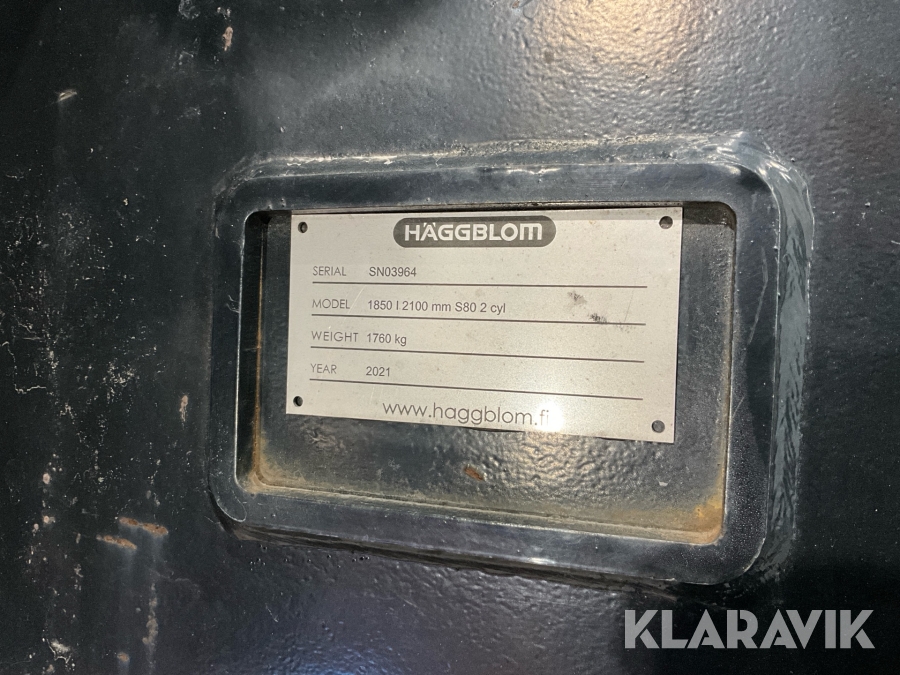 HÄGGBLOM
SERIAL SN03964
MODEL 1850 l 2100 mm S80 2 cyl
WEIGHT 1760 kg
YEAR 2021
www.haggblom.fi
KLARAVIK